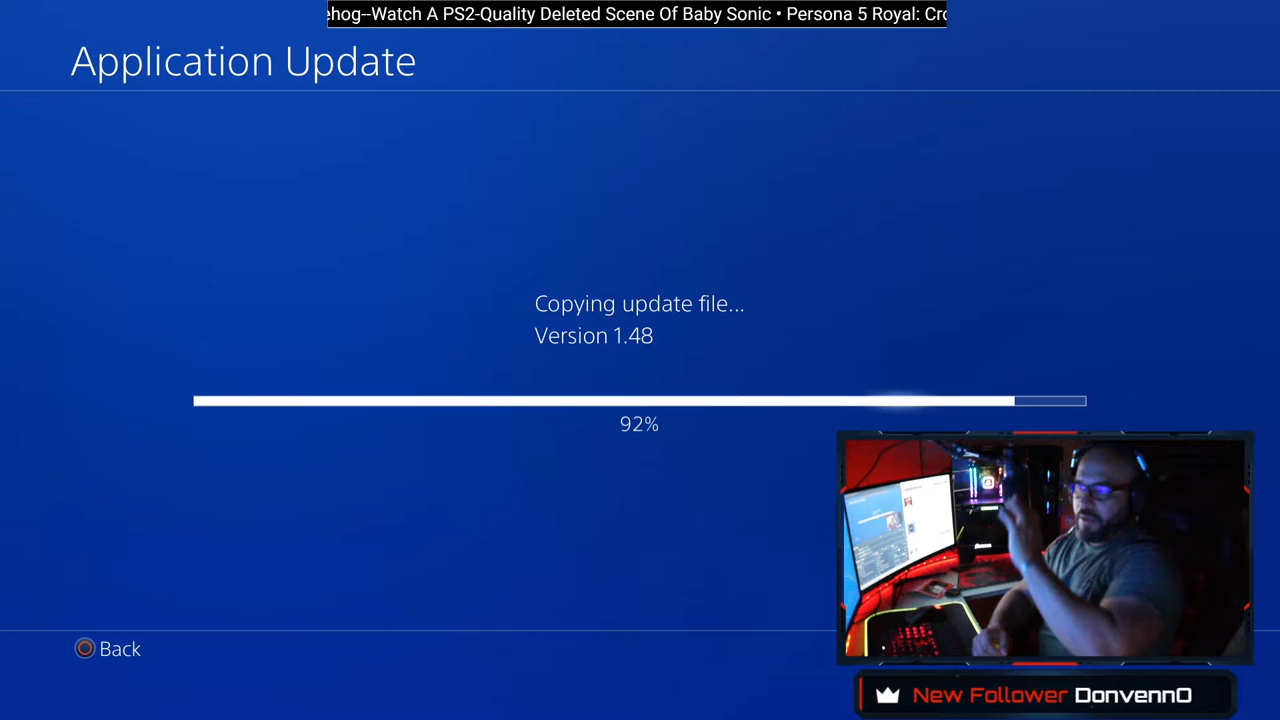 ehog--Watch A PS2-Quality Deleted Scene Of Baby Sonic • Persona 5 Royal: Cro
Application Update
Copying update file...
Version 1.48
92%
Back
New Follower DonvennO